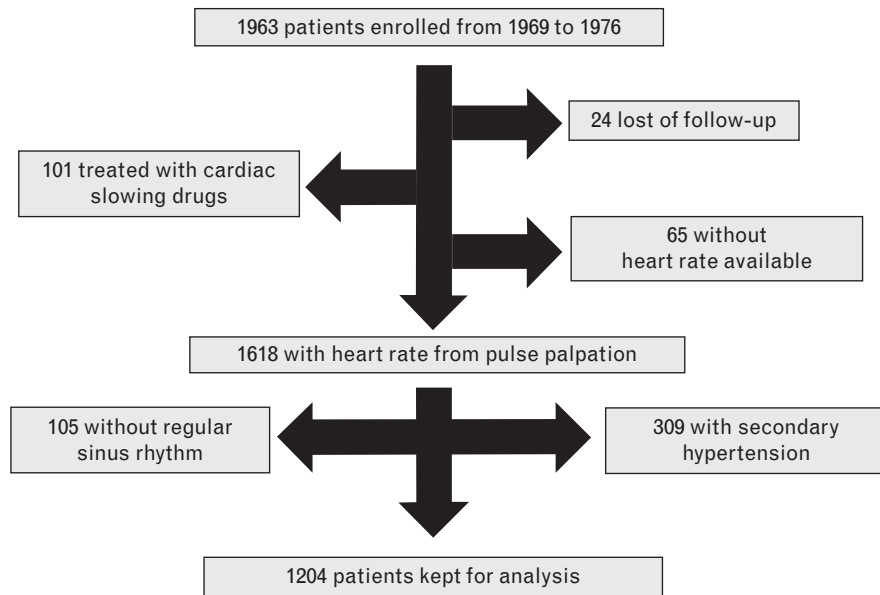 1963 patients enrolled from 1969 to 1976
24 lost of follow-up
101 treated with cardiac
slowing drugs
65 without
heart rate available
1618 with heart rate from pulse palpation
105 without regular
sinus rhythm
309 with secondary
hypertension
1204 patients kept for analysis